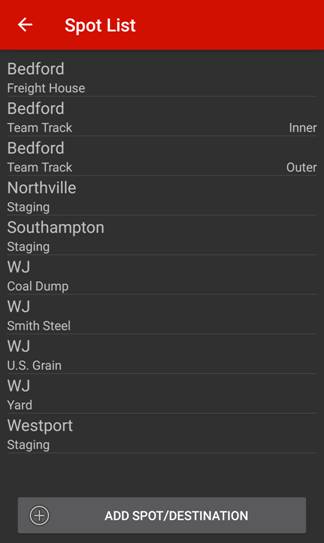 Spot List
Bedford
Freight House
Bedford
Team Track Inner
Bedford
Team Track Outer
Northville
Staging
Southampton
Staging
WJ
Coal Dump
WJ
Smith Steel
WJ
U.S. Grain
WJ
Yard
Westport
Staging
ADD SPOT/DESTINATION